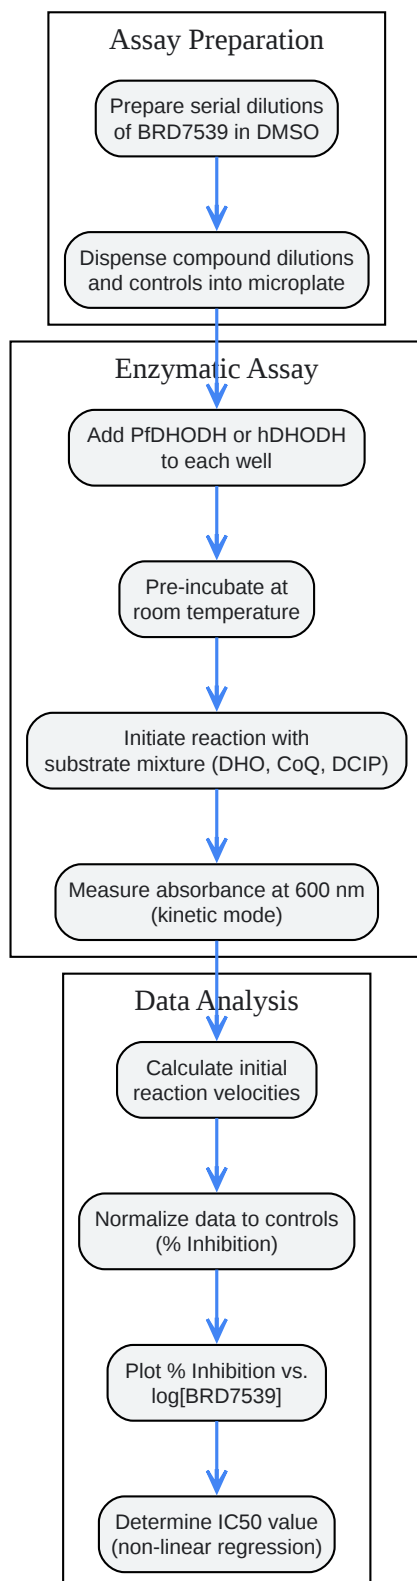 Assay Preparation
Prepare serial dilutions
of BRD7539 in DMSO
Dispense compound dilutions
and controls into microplate
Enzymatic Assay
Add PfDHODH or hDHODH
to each well
Pre-incubate at
room temperature
Initiate reaction with
substrate mixture (DHO, CoQ, DCIP)
Measure absorbance at 600 nm
(kinetic mode)
Data Analysis
Calculate initial
reaction velocities
Normalize data to controls
(% Inhibition)
Plot % Inhibition vs.
log[BRD7539]
Determine IC50 value
(non-linear regression)